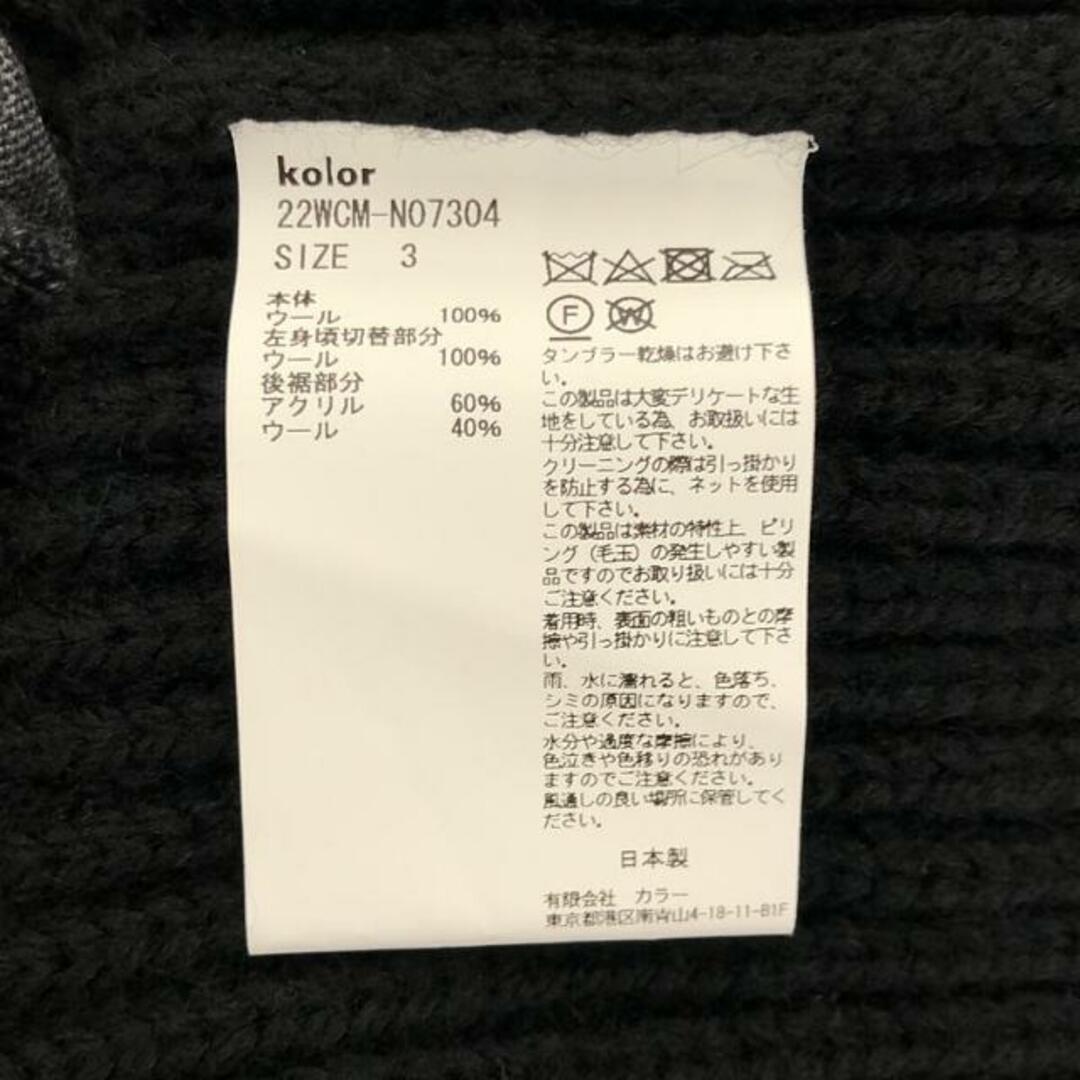 kolor
22WCM-N07304
SIZE 3
本体
ウール 100%
左身頃切替部分
ウール 100%
後裾部分
アクリル 60%
ウール 40%
F
W
タンブラー乾燥はお避け下さ
い。
この製品は大変デリケートな生
地をしている為、お取扱いには
十分注意して下さい。
クリーニングの際は引っ掛かり
を防止する為に、ネットを使用
して下さい。
この製品は素材の特性上、ピリ
ング（毛玉）の発生しやすい製
品ですのでお取り扱いには十分
ご注意ください。
着用時、表面の粗いものとの摩
擦や引っ掛かりに注意して下さ
い。
雨、水に濡れると、色落ち、
シミの原因になりますので、
ご注意ください。
水分や過度な摩擦により、
色泣きや色移りの恐れがあり
ますのでご注意ください。
風通しの良い場所に保管してく
ださい。
日本製
有限会社 カラー
東京都港区南青山4-18-11-B1F